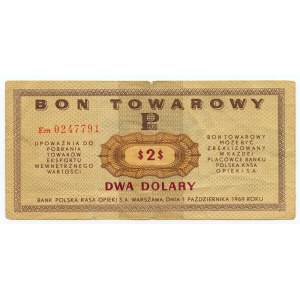 BON TOWAROWY
Em 0247791
P
UPOWAŻNIA DO
POBRANIA
TOWARÓW
EKSPORTU
WEWNĘTRZNEGO
WARTOŚCI
$2$
BON TOWAROWY
MOŻE BYĆ
ZREALIZOWANY
W KAŻDEJ
PLACÓWCE BANKU
POLSKA KASA
OPIEKI S.A.
DWA DOLARY
BANK POLSKA KASA OPIEKI S.A. WARSZAWA, DNIA 1 PAŹDZIERNIKA 1969 ROKU